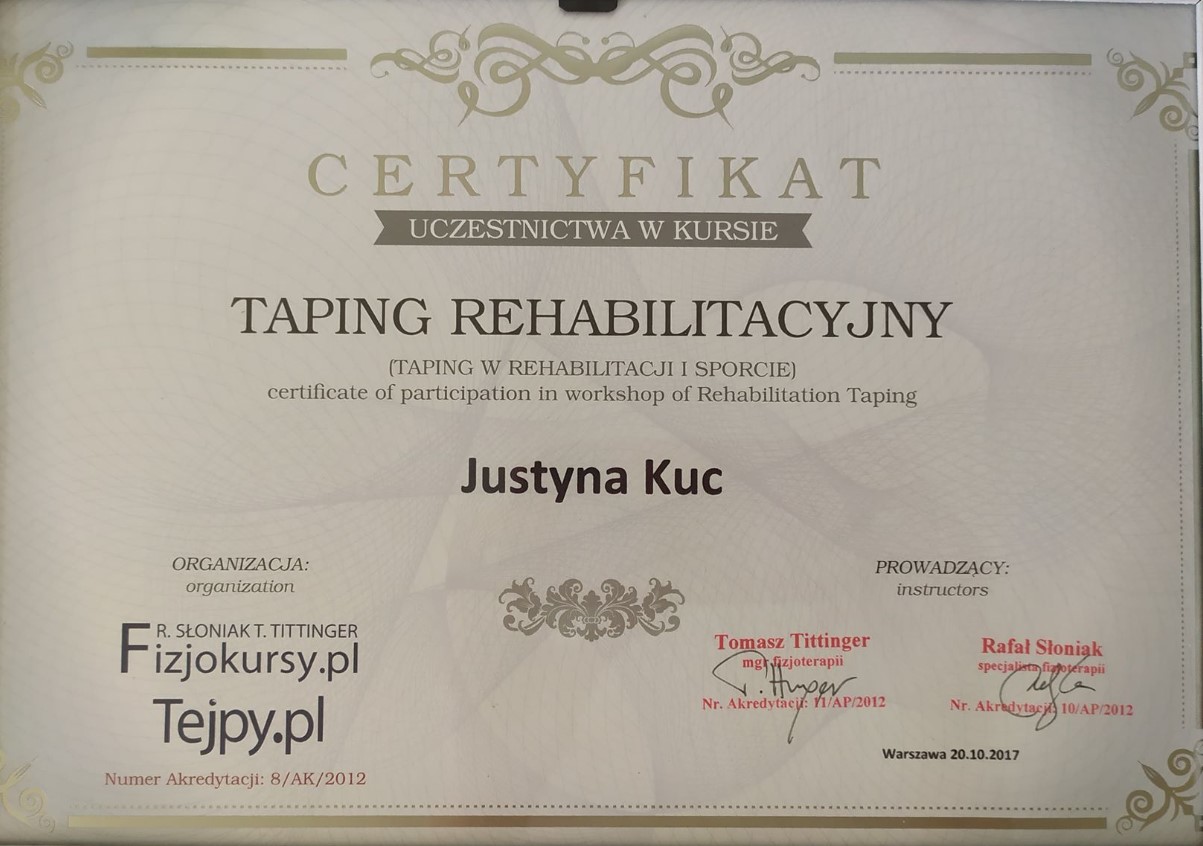 CERTYFIKAT
UCZESTNICTWA W KURSIE
TAPING REHABILITACYJNY
(TAPING W REHABILITACJI I SPORCIE)
certificate of participation in workshop of Rehabilitation Taping
Justyna Kuc
ORGANIZACJA:
organization
R. SŁONIAK T. TITTINGER
Fizjokursy.pl
Tejpy.pl
Numer Akredytacji: 8/AK/2012
PROWADZĄCY:
instructors
Tomasz Tittinger
mgr fizjoterapii
Nr. Akredytacji: 11/AP/2012
Rafał Słoniak
specjalista fizjoterapii
Nr. Akredytacji: 10/AP/2012
Warszawa 20.10.2017